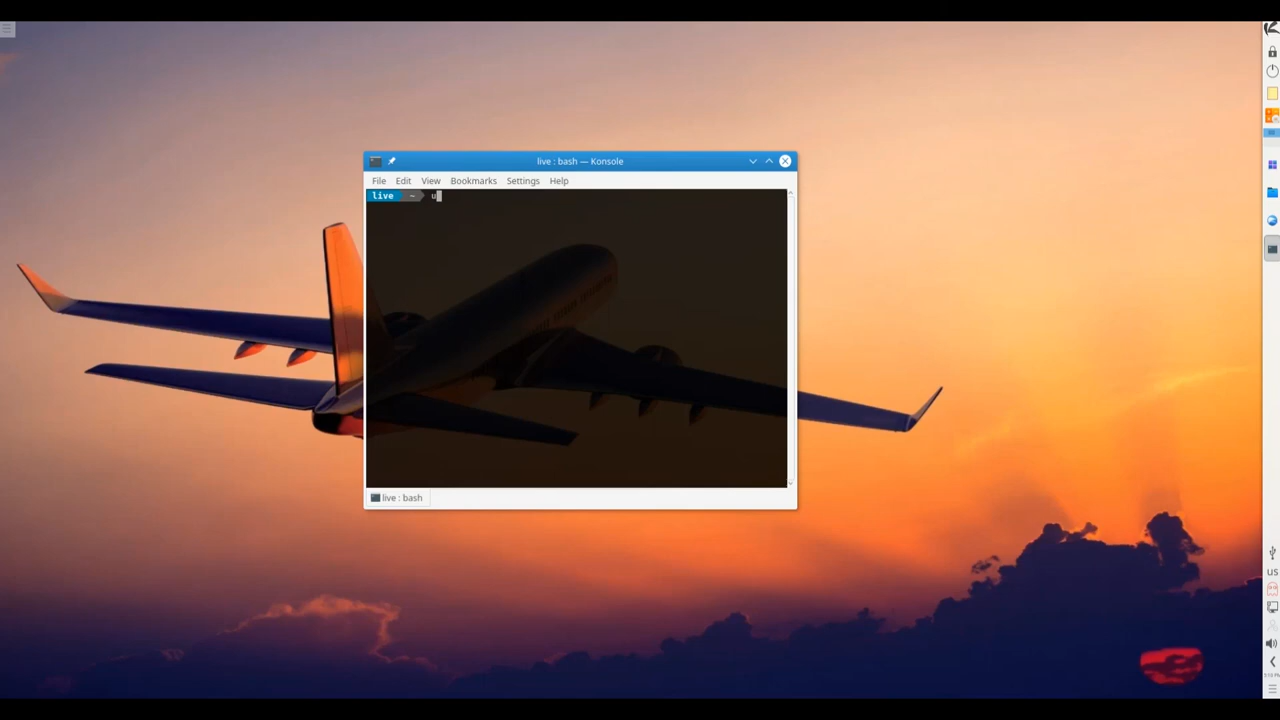 live : bash — Konsole
File Edit View Bookmarks Settings Help
live ~ u
live : bash
us